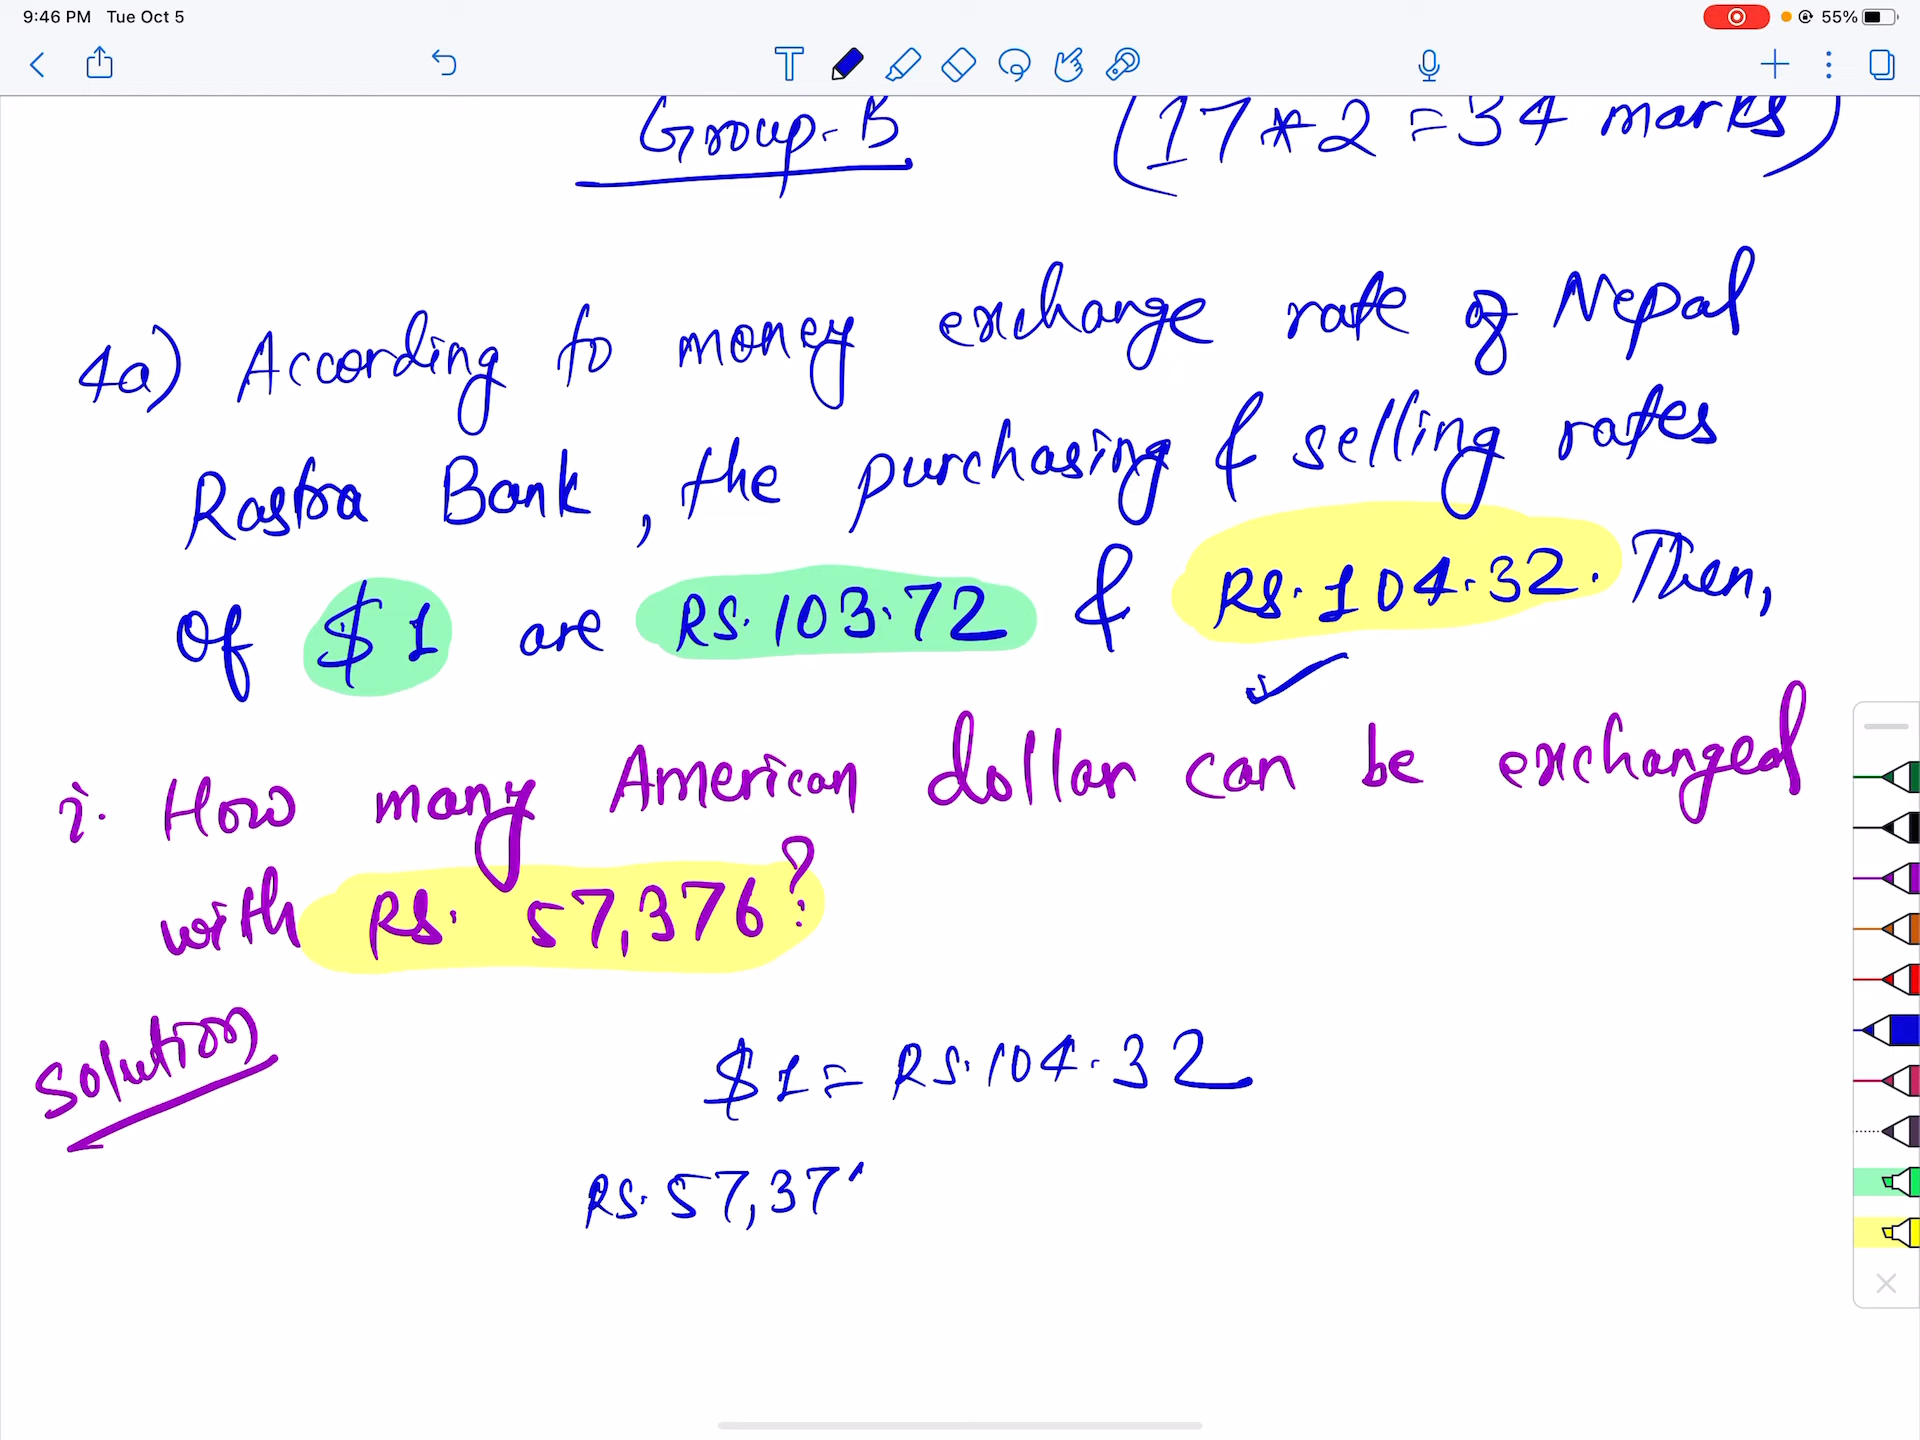 9:46 PM Tue Oct 5 55%
Group-B (17*2=34 marks)
4a) According to money exchange rate of Nepal
Rastra Bank, the purchasing & selling rates
of $1 are RS.103.72 & RS.104.32. Then,
i. How many American dollar can be exchanged
with RS. 57,376?
Solution
$1 = RS.104.32
RS.57,37